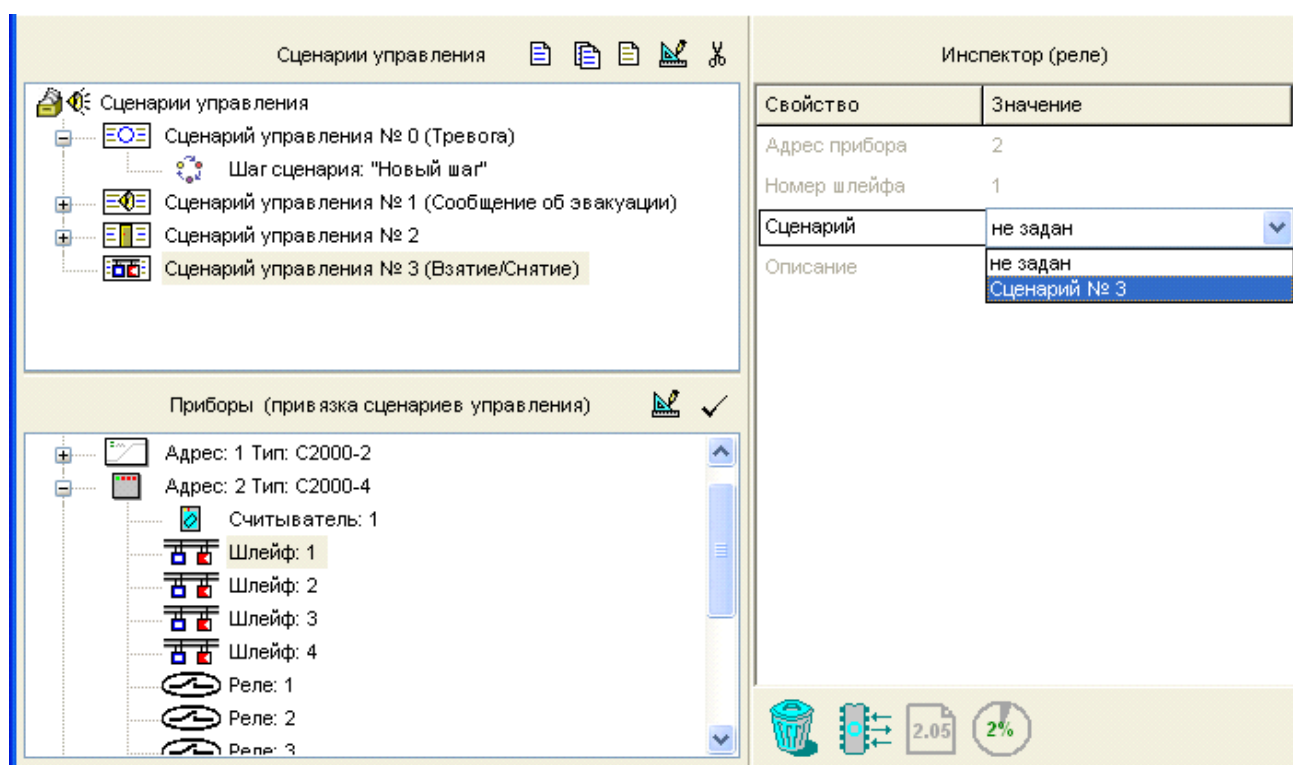 Сценарии управления
Сценарии управления
Сценарий управления № 0 (Тревога)
Шаг сценария: "Новый шаг"
Сценарий управления № 1 (Сообщение об эвакуации)
Сценарий управления № 2
Сценарий управления № 3 (Взятие/Снятие)
Приборы (привязка сценариев управления)
Адрес: 1 Тип: С2000-2
Адрес: 2 Тип: С2000-4
Считыватель: 1
Шлейф: 1
Шлейф: 2
Шлейф: 3
Шлейф: 4
Реле: 1
Реле: 2
Реле: 3
Инспектор (реле)
Свойство Значение
Адрес прибора 2
Номер шлейфа 1
Сценарий не задан
Описание не задан
Сценарий № 3
2.05 2%